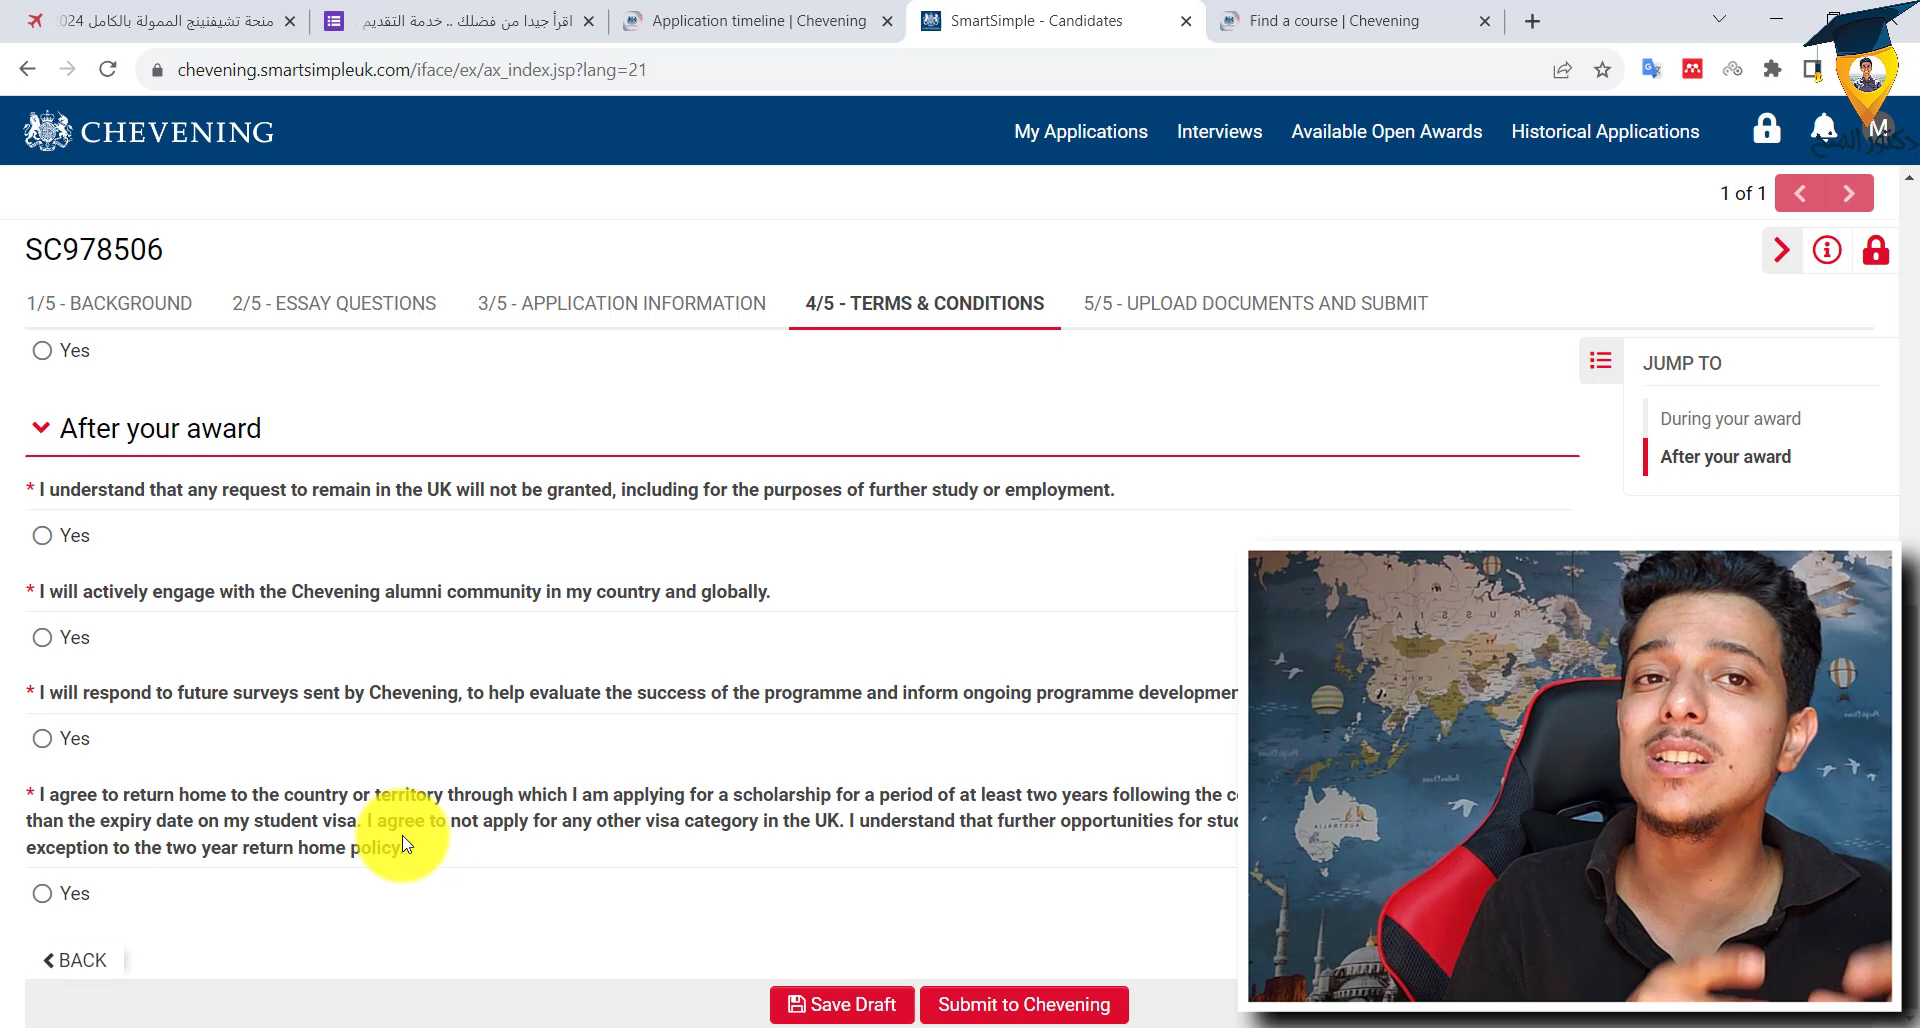 منحة تشيفنينج الممولة بالكامل 2024
اقرأ جيدا من فضلك .. خدمة التقديم
Application timeline | Chevening
SmartSimple - Candidates
Find a course | Chevening
chevening.smartsimpleuk.com/iface/ex/ax_index.jsp?lang=21
CHEVENING
My Applications
Interviews
Available Open Awards
Historical Applications
M
دكتور المنح
1 of 1
SC978506
1/5 - BACKGROUND
2/5 - ESSAY QUESTIONS
3/5 - APPLICATION INFORMATION
4/5 - TERMS & CONDITIONS
5/5 - UPLOAD DOCUMENTS AND SUBMIT
Yes
JUMP TO
During your award
After your award
After your award
* I understand that any request to remain in the UK will not be granted, including for the purposes of further study or employment.
Yes
* I will actively engage with the Chevening alumni community in my country and globally.
Yes
* I will respond to future surveys sent by Chevening, to help evaluate the success of the programme and inform ongoing programme
Yes
* I agree to return home to the country or territory through which I am applying for a scholarship for a period of at least two years following the
than the expiry date on my student visa. I agree to not apply for any other visa category in the UK. I understand that further opportunities for
exception to the two year return home policy
Yes
BACK
Save Draft
Submit to Chevening